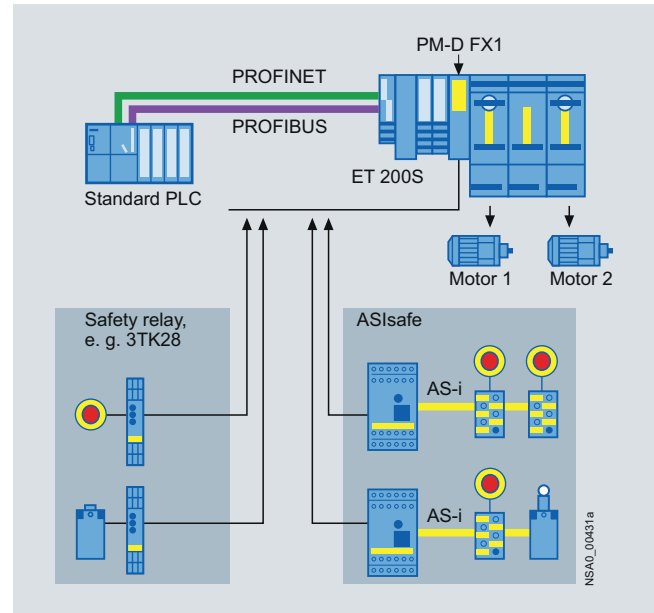 PM-D FX1
PROFINET
PROFIBUS
ET 200S
Standard PLC
Motor 1
Motor 2
Safety relay,
e. g. 3TK28
ASIsafe
AS-i
AS-i
NSA0_00431a